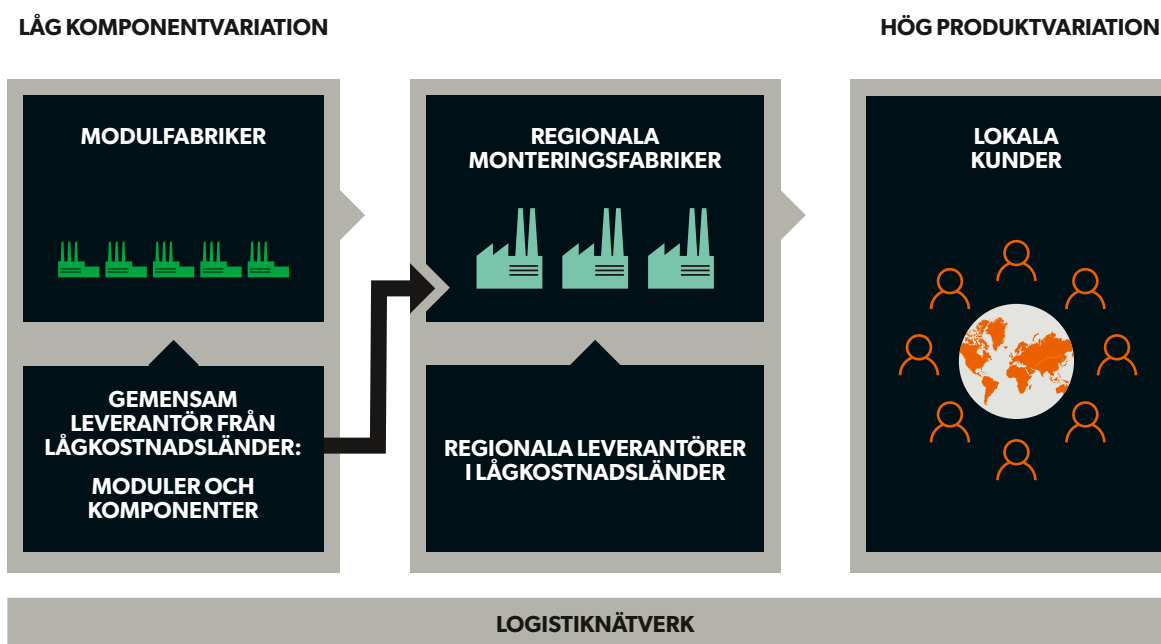 LÅG KOMPONENTVARIATION
HÖG PRODUKTVARIATION
MODULFABRIKER
GEMENSAM
LEVERANTÖR FRÅN
LÅGKOSTNADSLÄNDER:
MODULER OCH
KOMPONENTER
REGIONALA
MONTERINGSFABRIKER
REGIONALA LEVERANTÖRER
I LÅGKOSTNADSLÄNDER
LOKALA
KUNDER
LOGISTIKNÄTVERK